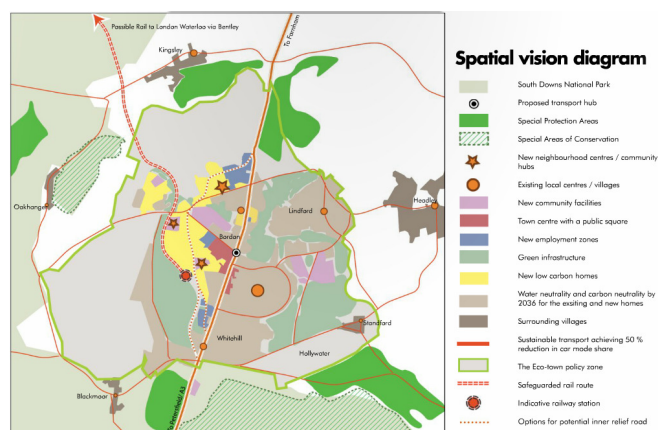 Passible Rail to Landan Waterloo via Bentley
Kingsley
To Farnham
Oakhanger
Lindford
Headley
Bordon
Standford
Whitehill
Hollywater
Blackmoor
To Petersfield/ A3
Spatial vision diagram
South Downs National Park
Proposed transport hub
Special Protection Areas
Special Areas of Conservation
New neighbourhood centres / community
hubs
Existing local centres / villages
New community facilities
Town centre with a public square
New employment zones
Green infrastructure
New low carbon homes
Water neutrality and carbon neutrality by
2036 for the exsiting and new homes
Surrounding villages
Sustainable transport achieving 50 %
reduction in car mode share
The Eco-town policy zone
Safeguarded rail route
Indicative railway station
Options for potential inner relief road